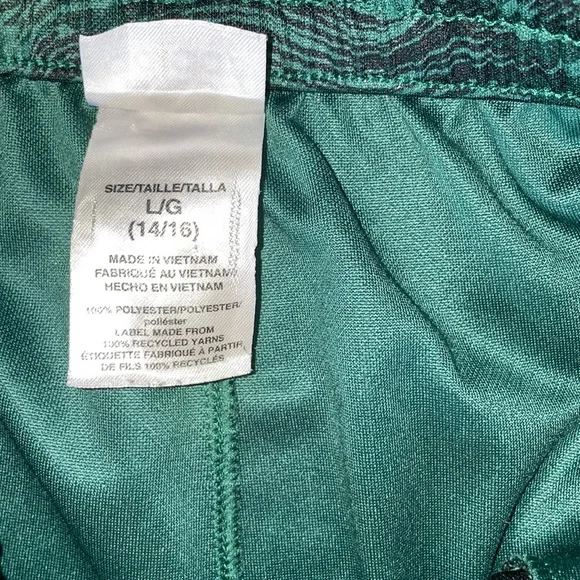 SIZE/TAILLE/TALLA
L/G
(14/16)
MADE IN VIETNAM
FABRIQUÉ AU VIETNAM
HECHO EN VIETNAM
100% POLYESTER/POLYESTER/
poliéster
LABEL MADE FROM
100% RECYCLED YARNS
ÉTIQUETTE FABRIQUÉ À PARTIR
DE FILS 100% RECYCLÉS